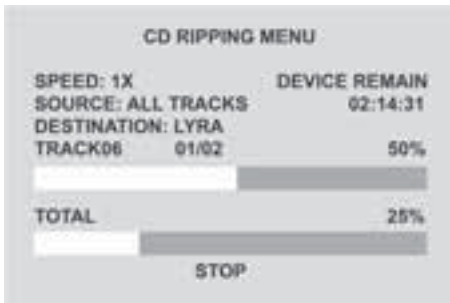 CD RIPPING MENU
SPEED: 1X DEVICE REMAIN
SOURCE: ALL TRACKS 02:14:31
DESTINATION: LYRA
TRACK06 01/02 50%
TOTAL 25%
STOP